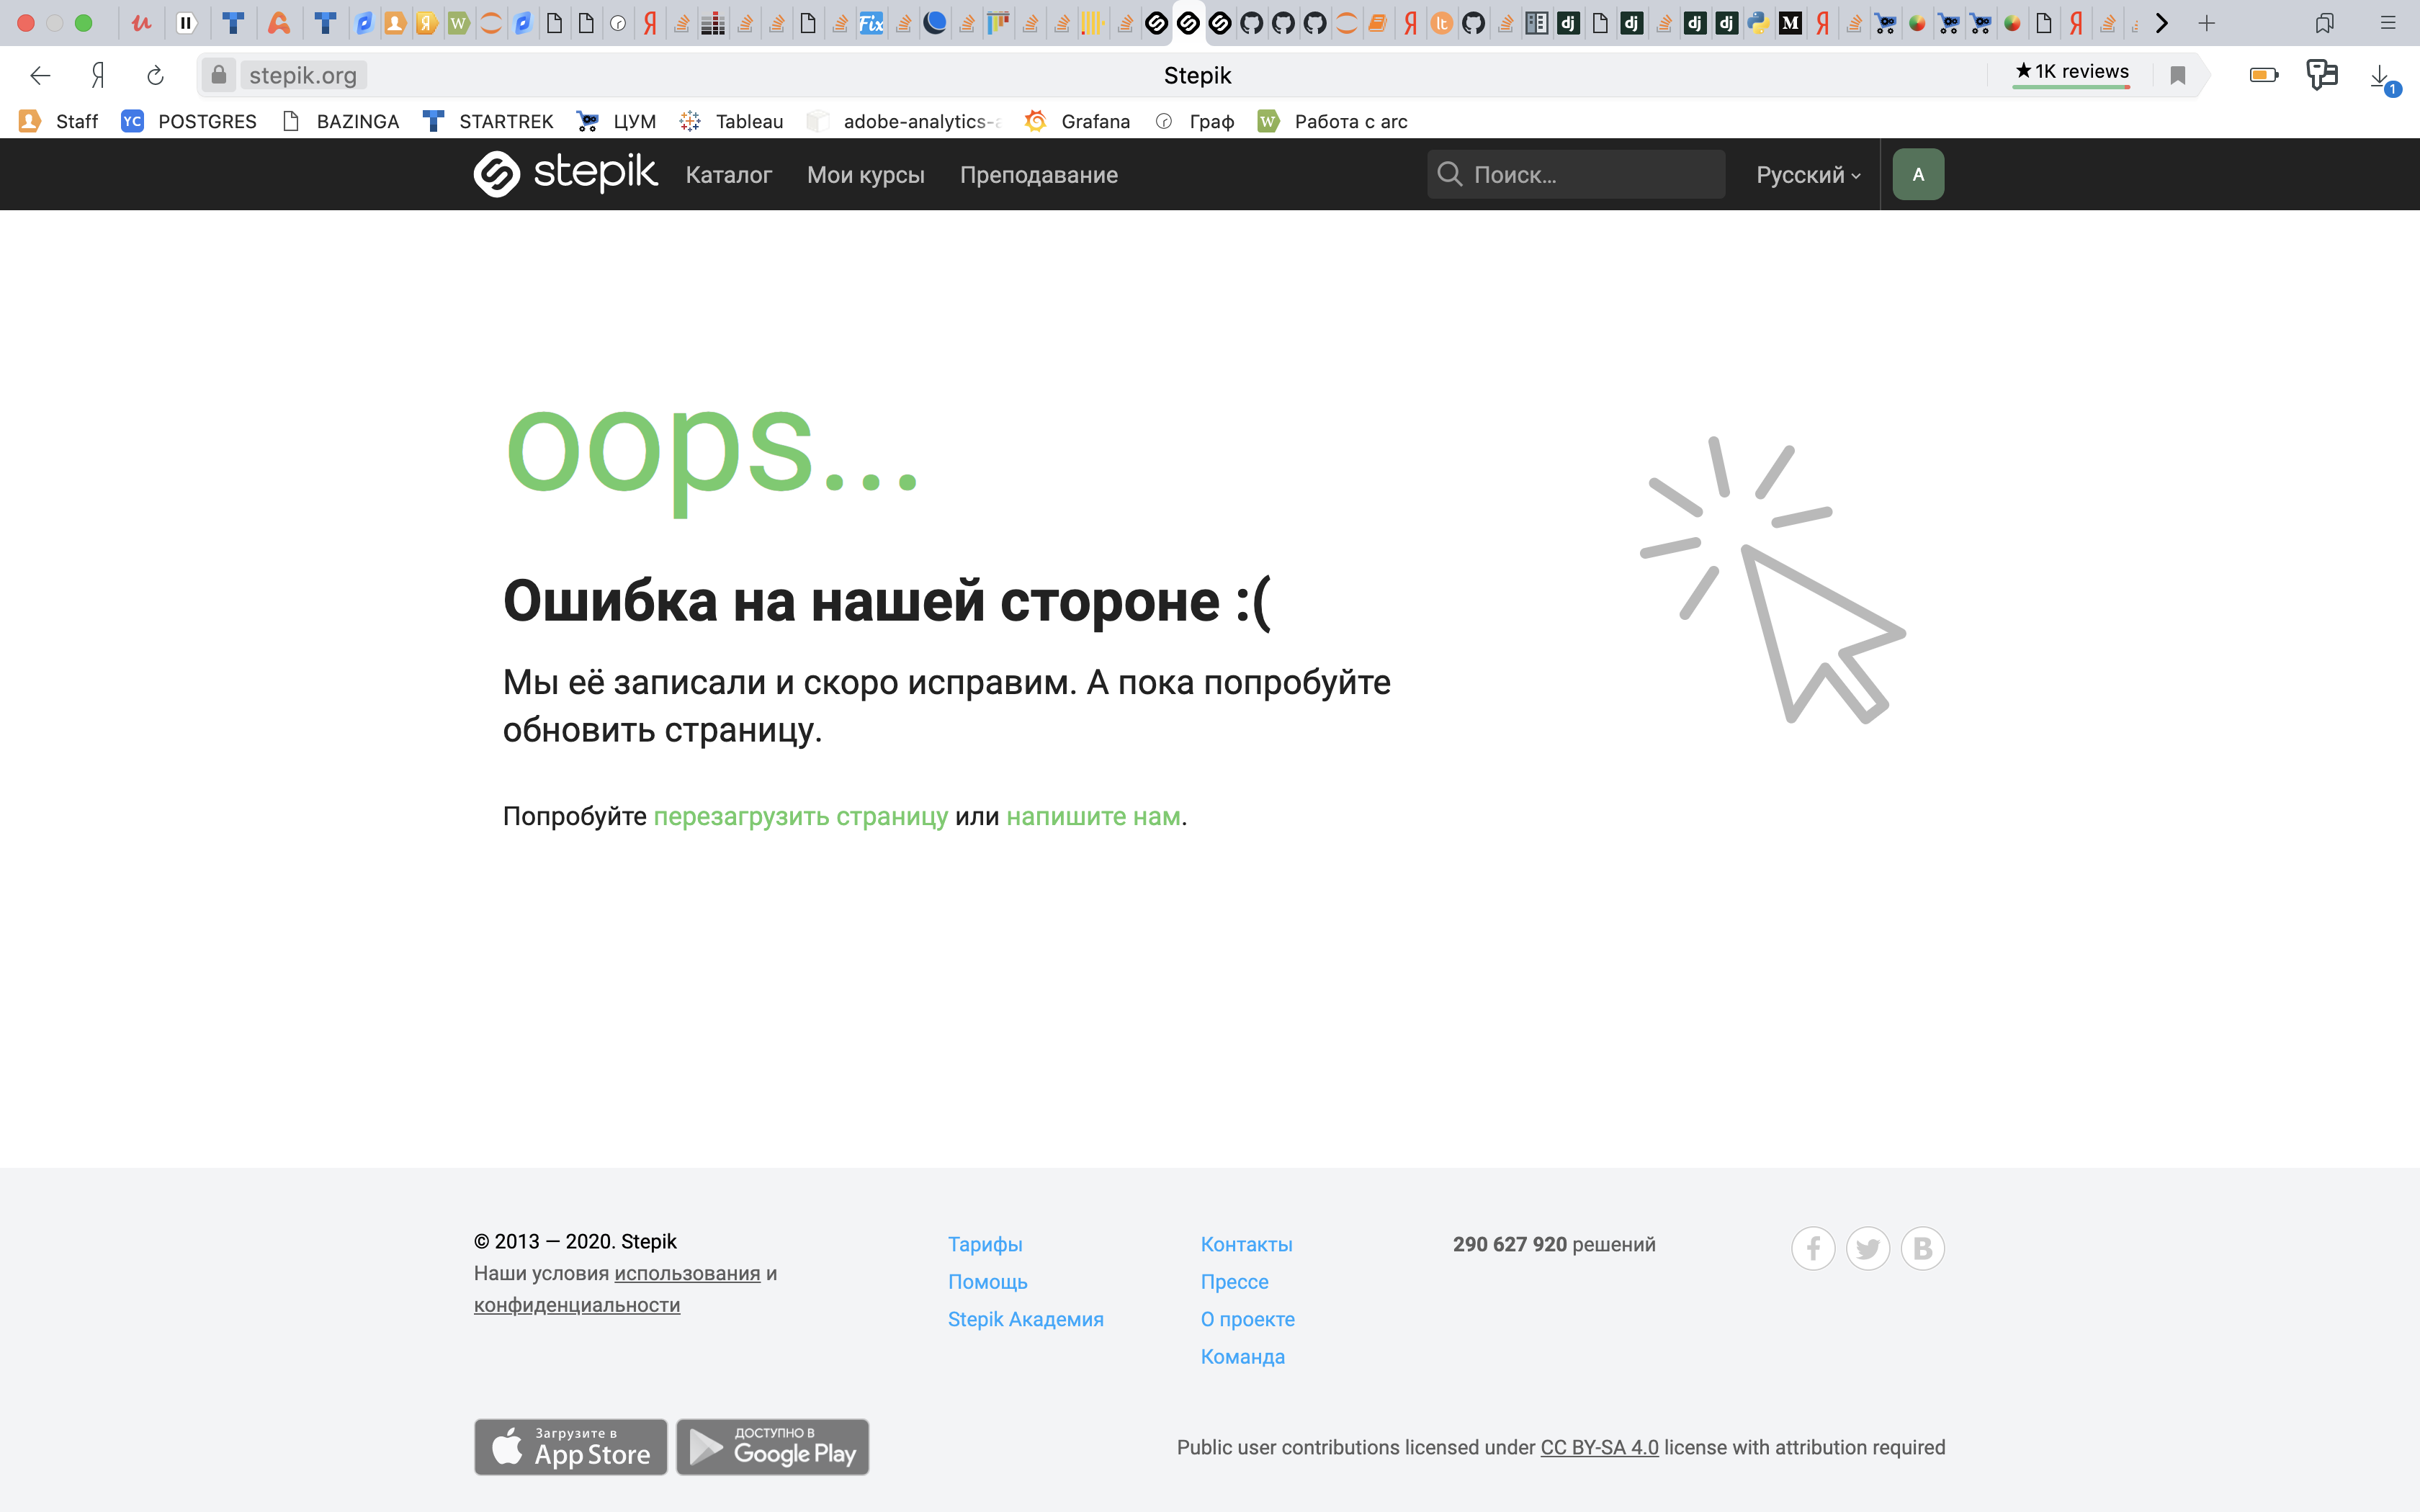 stepik.org
Stepik
★1K reviews
1
Staff
YC
POSTGRES
BAZINGA
STARTREK
ЦУМ
Tableau
adobe-analytics-a
Grafana
Граф
W
Работа с arc
stepik
Каталог
Мои курсы
Преподавание
Поиск...
Русский
A
oops...
Ошибка на нашей стороне :(
Мы её записали и скоро исправим. А пока попробуйте
обновить страницу.
Попробуйте перезагрузить страницу или напишите нам.
© 2013 — 2020. Stepik
Наши условия использования и
конфиденциальности
Тарифы
Помощь
Stepik Академия
Контакты
Прессе
О проекте
Команда
290 627 920 решений
Загрузите в
App Store
ДОСТУПНО В
Google Play
Public user contributions licensed under CC BY-SA 4.0 license with attribution required